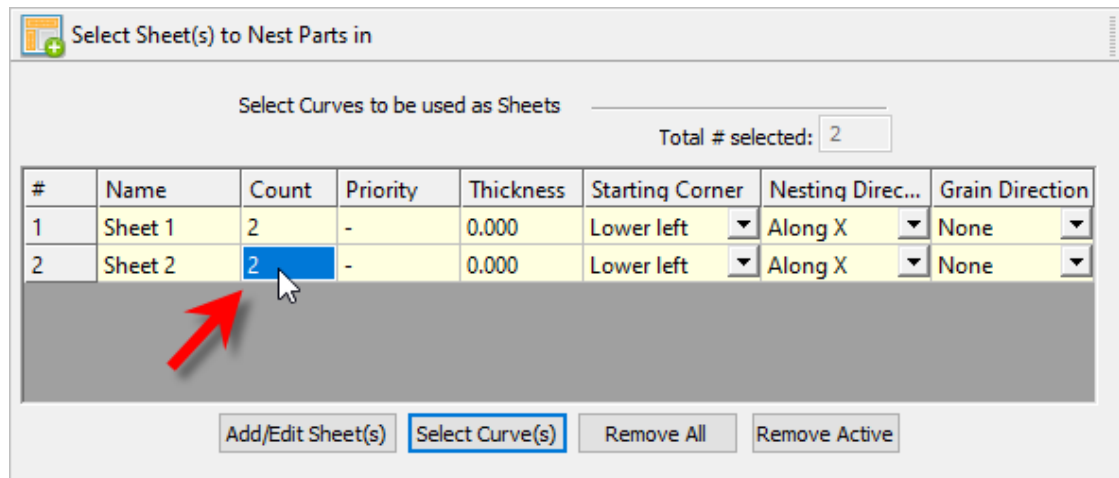 Select Sheet(s) to Nest Parts in
Select Curves to be used as Sheets
Total # selected: 2
# Name Count Priority Thickness Starting Corner Nesting Direc... Grain Direction
1 Sheet 1 2 - 0.000 Lower left Along X None
2 Sheet 2 2 - 0.000 Lower left Along X None
Add/Edit Sheet(s) Select Curve(s) Remove All Remove Active